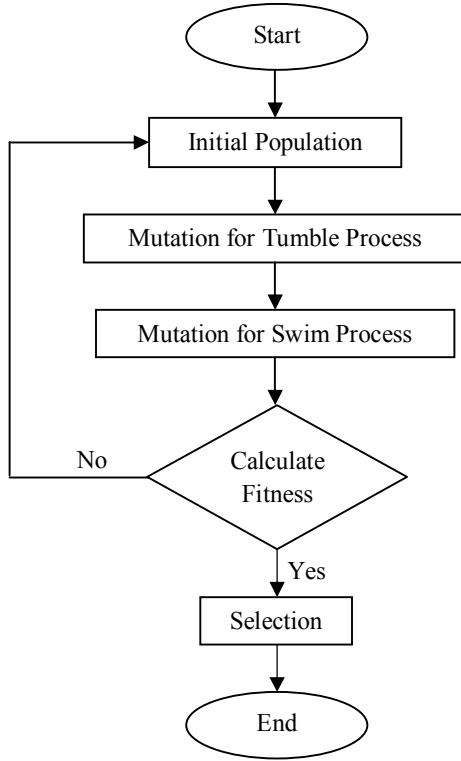 Start
Initial Population
Mutation for Tumble Process
Mutation for Swim Process
Calculate
Fitness
No
Yes
Selection
End